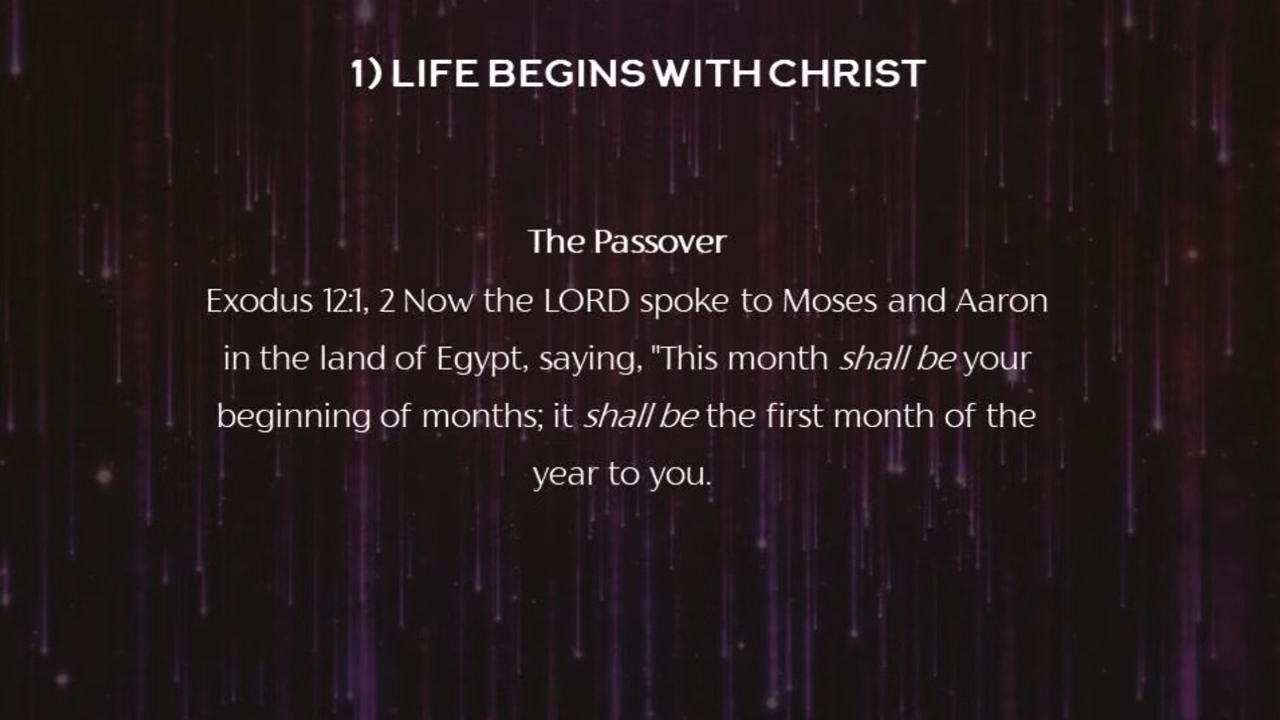 1) LIFE BEGINS WITH CHRIST
The Passover
Exodus 12:1, 2 Now the LORD spoke to Moses and Aaron
in the land of Egypt, saying, "This month shall be your
beginning of months; it shall be the first month of the
year to you.